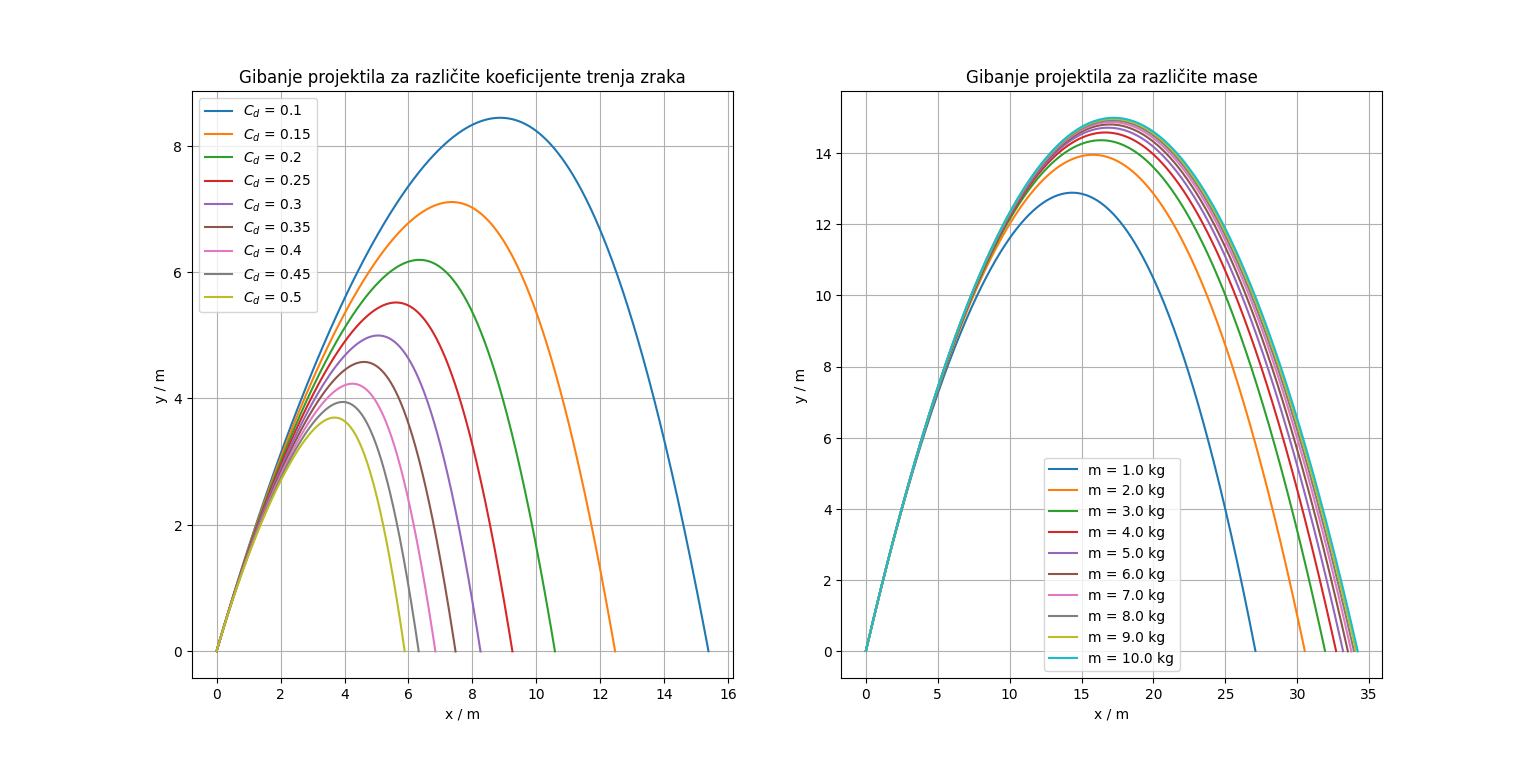 Gibanje projektila za različite koeficijente trenja zraka
C_d = 0.1
C_d = 0.15
C_d = 0.2
C_d = 0.25
C_d = 0.3
C_d = 0.35
C_d = 0.4
C_d = 0.45
C_d = 0.5
y / m
8
6
4
2
0
0 2 4 6 8 10 12 14 16
x / m
Gibanje projektila za različite mase
y / m
14
12
10
8
6
4
2
0
m = 1.0 kg
m = 2.0 kg
m = 3.0 kg
m = 4.0 kg
m = 5.0 kg
m = 6.0 kg
m = 7.0 kg
m = 8.0 kg
m = 9.0 kg
m = 10.0 kg
0 5 10 15 20 25 30 35
x / m